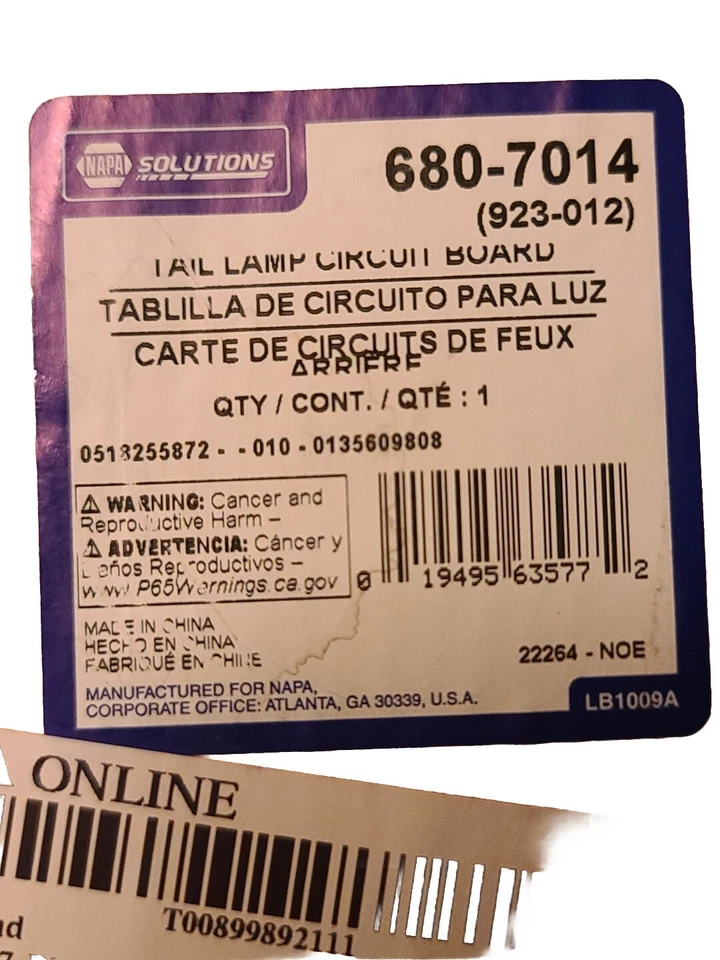 NAPA SOLUTIONS
680-7014
(923-012)
TAIL LAMP CIRCUIT BOARD
TABLILLA DE CIRCUITO PARA LUZ
CARTE DE CIRCUITS DE FEUX
ARRIERE
QTY / CONT. / QTÉ : 1
0518255872 - - 010 - 0135609808
⚠ WARNING: Cancer and
Reproductive Harm –
⚠ ADVERTENCIA: Cáncer y
Daños Reproductivos –
www.P65Warnings.ca.gov
0 19495 63577 2
MADE IN CHINA
HECHO EN CHINA
FABRIQUÉ EN CHINE
22264 - NOE
MANUFACTURED FOR NAPA,
CORPORATE OFFICE: ATLANTA, GA 30339, U.S.A.
LB1009A
ONLINE
T00899892111